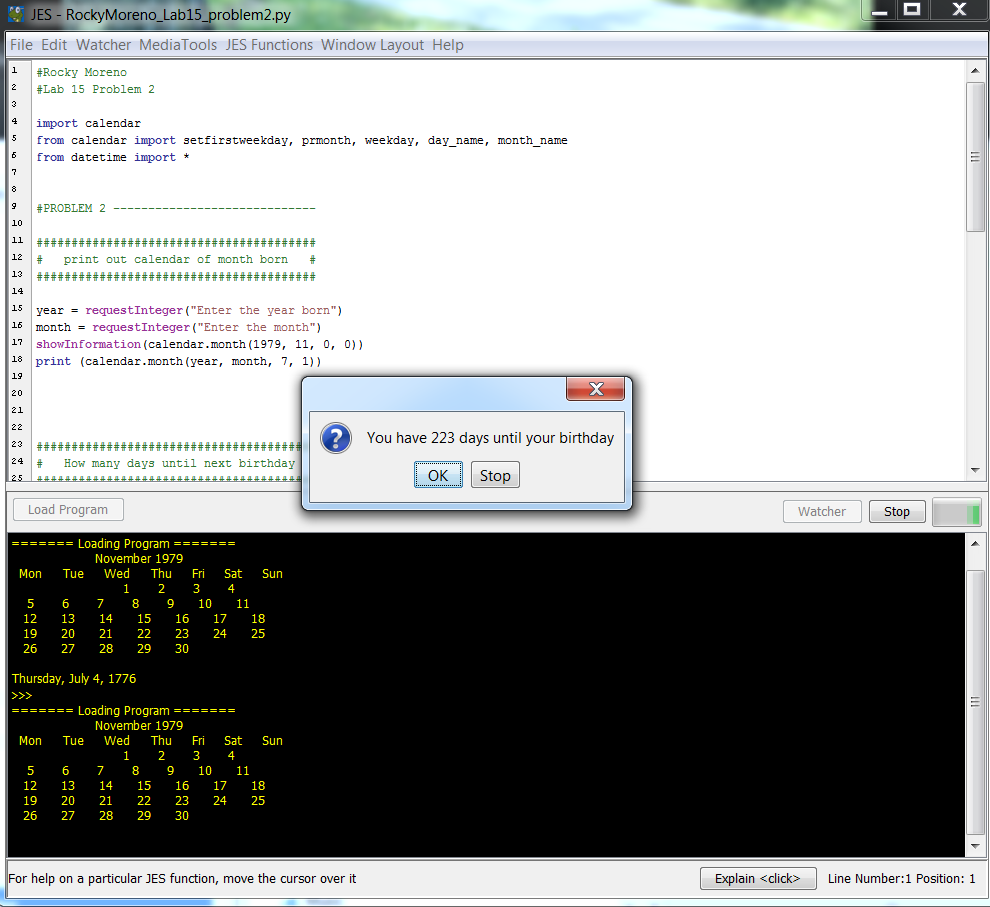 JES - RockyMoreno_Lab15_problem2.py
File Edit Watcher MediaTools JES Functions Window Layout Help
1 #Rocky Moreno
2 #Lab 15 Problem 2
3
4 import calendar
5 from calendar import setfirstweekday, prmonth, weekday, day_name, month_name
6 from datetime import *
7
8
9 #PROBLEM 2 -----------------------------
10
11 ########################################
12 #   print out calendar of month born   #
13 ########################################
14
15 year = requestInteger("Enter the year born")
16 month = requestInteger("Enter the month")
17 showInformation(calendar.month(1979, 11, 0, 0))
18 print (calendar.month(year, month, 7, 1))
19
20
21
22
23 ######################################
24 #   How many days until next birthday
25 ######################################
You have 223 days until your birthday
OK Stop
Load Program Watcher Stop
======= Loading Program =======
November 1979
Mon Tue Wed Thu Fri Sat Sun
1 2 3 4
5 6 7 8 9 10 11
12 13 14 15 16 17 18
19 20 21 22 23 24 25
26 27 28 29 30
Thursday, July 4, 1776
>>>
======= Loading Program =======
November 1979
Mon Tue Wed Thu Fri Sat Sun
1 2 3 4
5 6 7 8 9 10 11
12 13 14 15 16 17 18
19 20 21 22 23 24 25
26 27 28 29 30
For help on a particular JES function, move the cursor over it Explain <click> Line Number:1 Position: 1